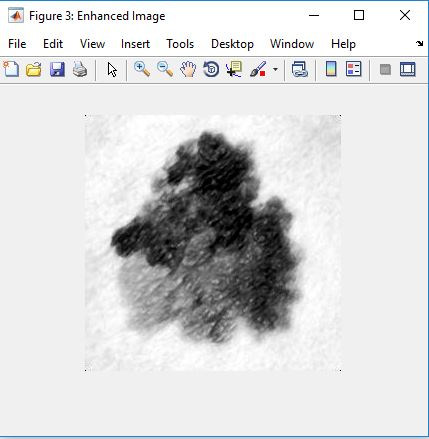 Figure 3: Enhanced Image
File Edit View Insert Tools Desktop Window Help